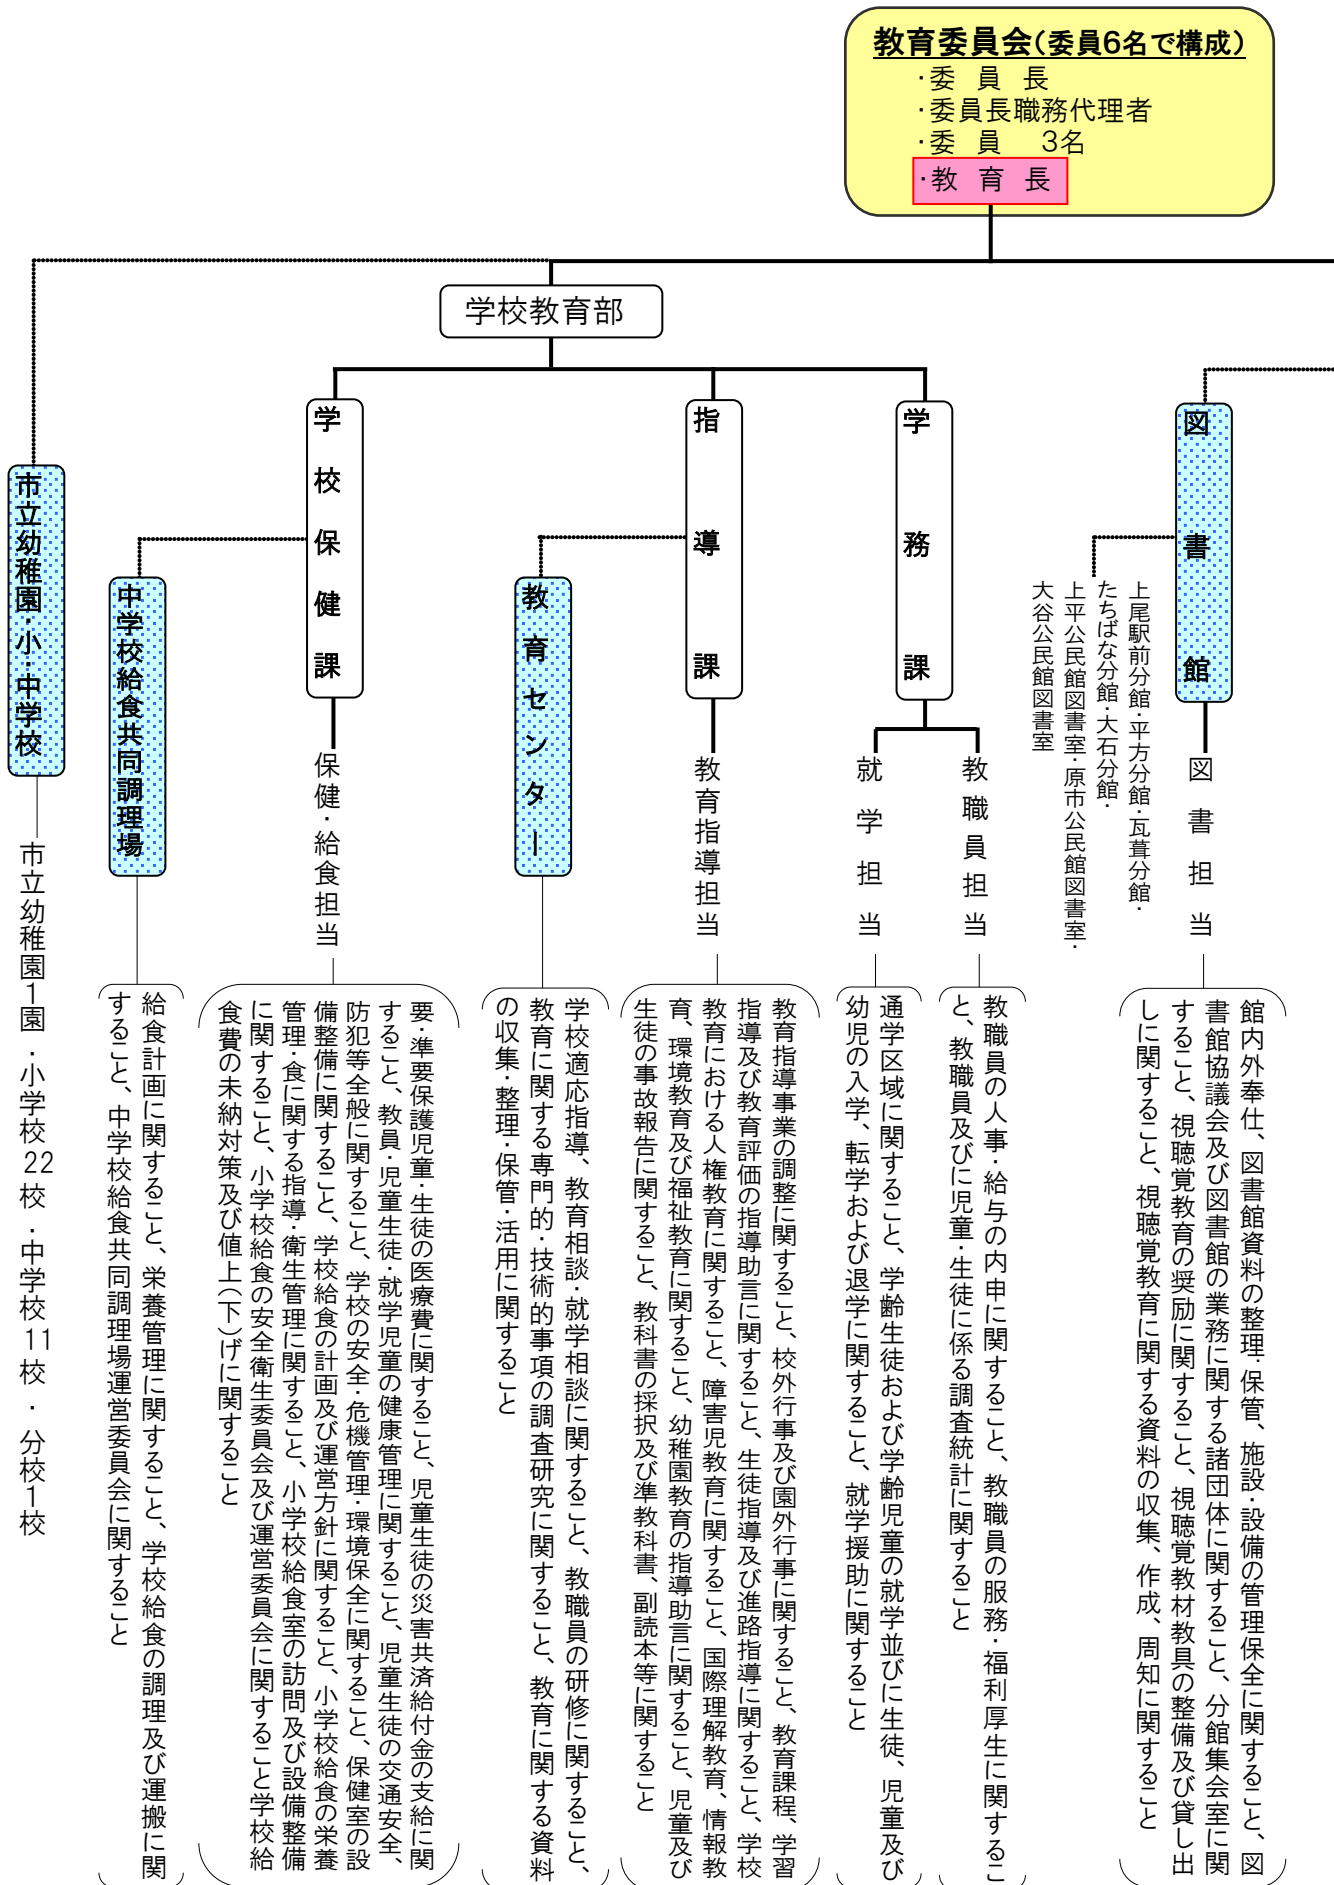 教育委員会(委員6名で構成)
・委　員　長
・委員長職務代理者
・委　員　3名
・教　育　長
学校教育部
図書館
上尾駅前分館・平方分館・瓦葺分館・
たちばな分館・大石分館・
上平公民館図書室・原市公民館図書室・
大谷公民館図書室
図書担当
館内外奉仕、図書館資料の整理・保管、施設・設備の管理保全に関すること、図
書館協議会及び図書館の業務に関する諸団体に関すること、分館集会室に関
すること、視聴覚教育の奨励に関すること、視聴覚教材教具の整備及び貸し出
しに関すること、視聴覚教育に関する資料の収集、作成、周知に関すること
学務課
教職員担当
教職員の人事・給与の内申に関すること、教職員の服務・福利厚生に関するこ
と、教職員及びに児童・生徒に係る調査統計に関すること
就学担当
通学区域に関すること、学齢生徒および学齢児童の就学並びに生徒、児童及び
幼児の入学、転学および退学に関すること、就学援助に関すること
指導課
教育指導担当
教育指導事業の調整に関すること、校外行事及び園外行事に関すること、教育課程、学習
指導及び教育評価の指導助言に関すること、生徒指導及び進路指導に関すること、学校
教育における人権教育に関すること、障害児教育に関すること、国際理解教育、情報教
育、環境教育及び福祉教育に関すること、幼稚園教育の指導助言に関すること、児童及び
生徒の事故報告に関すること、教科書の採択及び準教科書、副読本等に関すること
教育センター
学校適応指導、教育相談・就学相談に関すること、教職員の研修に関すること、
教育に関する専門的・技術的事項の調査研究に関すること、教育に関する資料
の収集・整理・保管・活用に関すること
学校保健課
保健・給食担当
要・準要保護児童・生徒の医療費に関すること、児童生徒の災害共済給付金の支給に関
すること、教員・児童生徒・就学児童の健康管理に関すること、児童生徒の交通安全、
防犯等全般に関すること、学校の安全・危機管理・環境保全に関すること、保健室の設
備整備に関すること、学校給食の計画及び運営方針に関すること、小学校給食の栄養
管理・食に関する指導・衛生管理に関すること、小学校給食室の訪問及び設備整備
に関すること、小学校給食の安全衛生委員会及び運営委員会に関すること学校給
食費の未納対策及び値上(下)げに関すること
中学校給食共同調理場
給食計画に関すること、栄養管理に関すること、学校給食の調理及び運搬に関
すること、中学校給食共同調理場運営委員会に関すること
市立幼稚園・小・中学校
市立幼稚園1園・小学校22校・中学校11校・分校1校